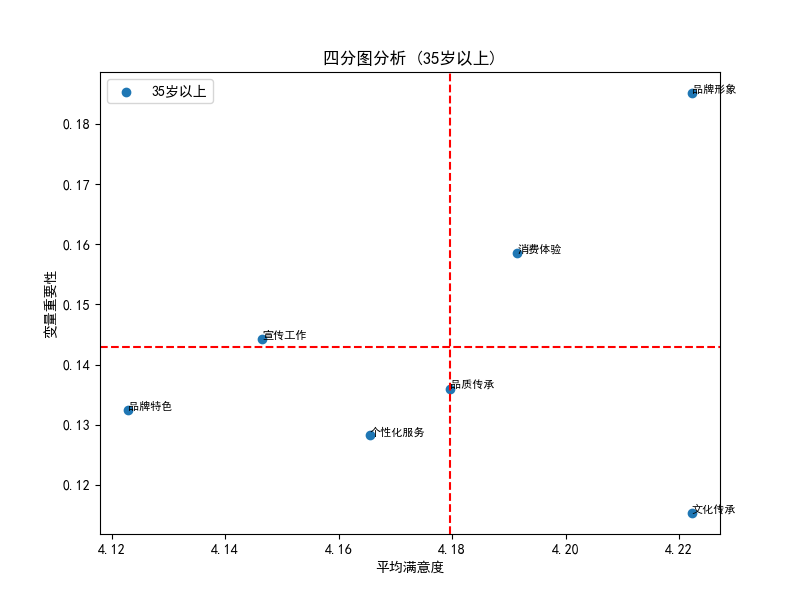 四分图分析 (35岁以上)
35岁以上
品牌形象
消费体验
宣传工作
品质传承
品牌特色
个性化服务
文化传承
变量重要性
0.18
0.17
0.16
0.15
0.14
0.13
0.12
4.12
4.14
4.16
4.18
4.20
4.22
平均满意度